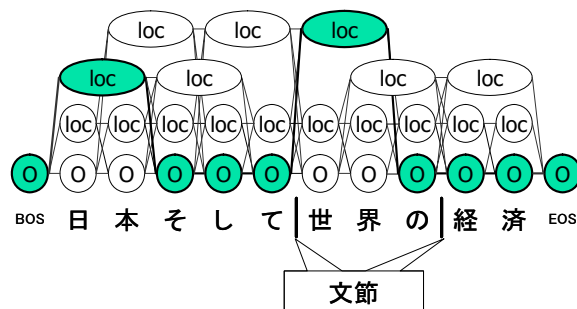 loc loc loc
loc loc loc loc
loc loc loc loc loc loc loc loc loc loc
O O O O O O O O O O O O
BOS 日 本 そ し て 世 界 の 経 済 EOS
文節